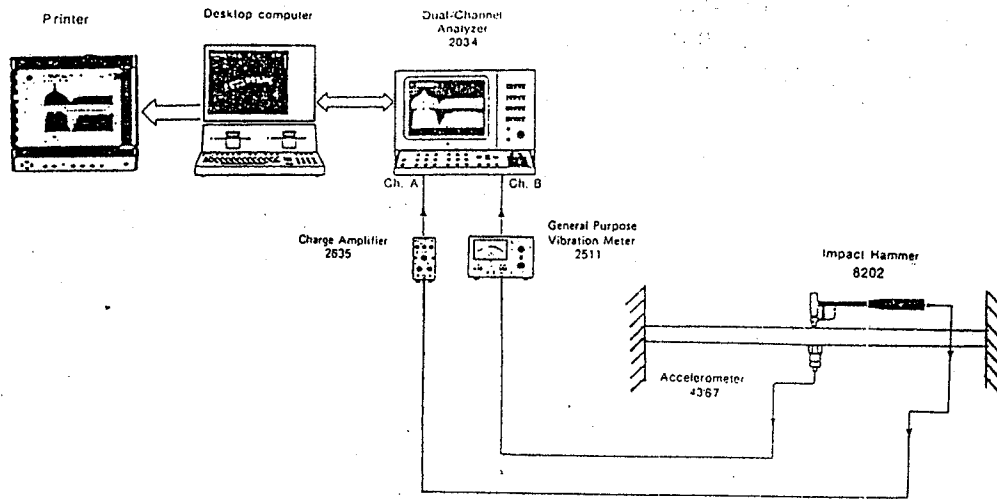 Printer
Desktop computer
Dual-Channel
Analyzer
2034
Ch. A
Ch. B
Charge Amplifier
2635
General Purpose
Vibration Meter
2511
Impact Hammer
8202
Accelerometer
4367